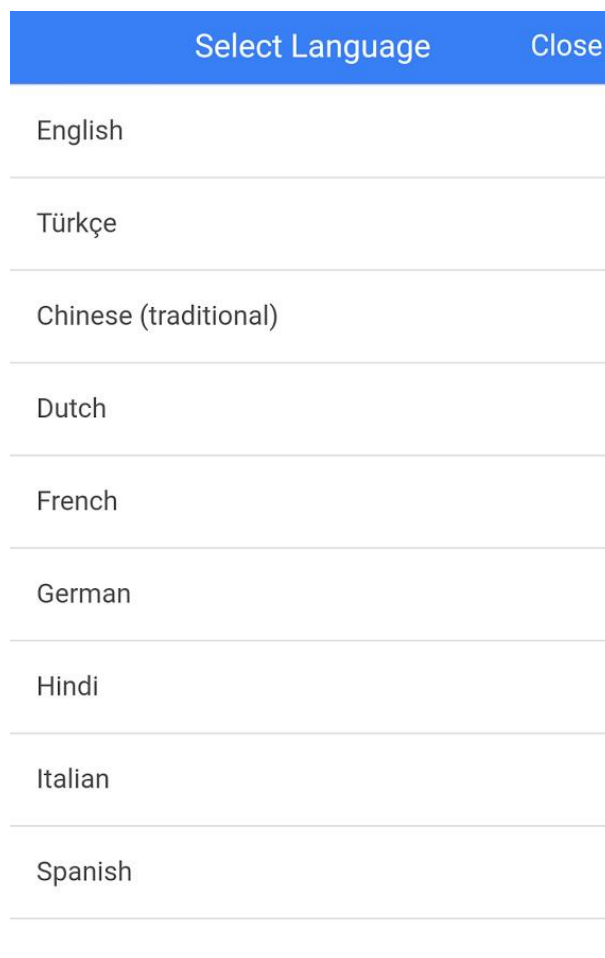 Select Language Close
English
Türkçe
Chinese (traditional)
Dutch
French
German
Hindi
Italian
Spanish